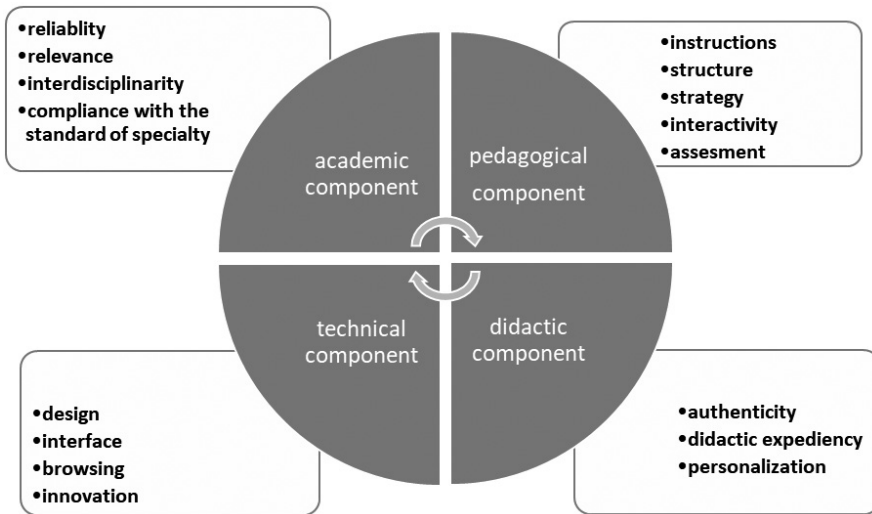 •reliablity
•relevance
•interdisciplinarity
•compliance with the
standard of specialty
•instructions
•structure
•strategy
•interactivity
•assesment
academic
component
pedagogical
component
technical
component
didactic
component
•design
•interface
•browsing
•innovation
•authenticity
•didactic expediency
•personalization